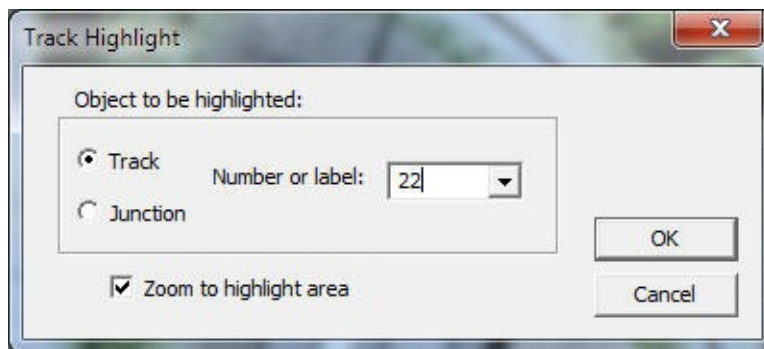 Track Highlight
Object to be highlighted:
Track
Number or label: 22
Junction
OK
Zoom to highlight area
Cancel